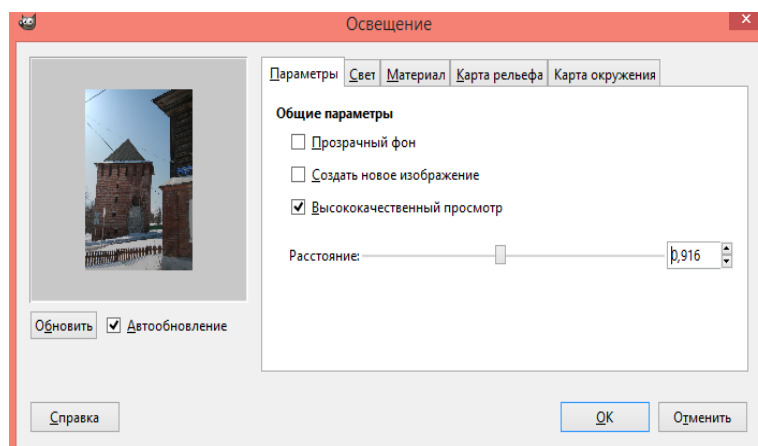 Освещение
Параметры Свет Материал Карта рельефа Карта окружения
Общие параметры
Прозрачный фон
Создать новое изображение
Высококачественный просмотр
Расстояние: 0,916
Обновить Автообновление
Справка OK Отменить